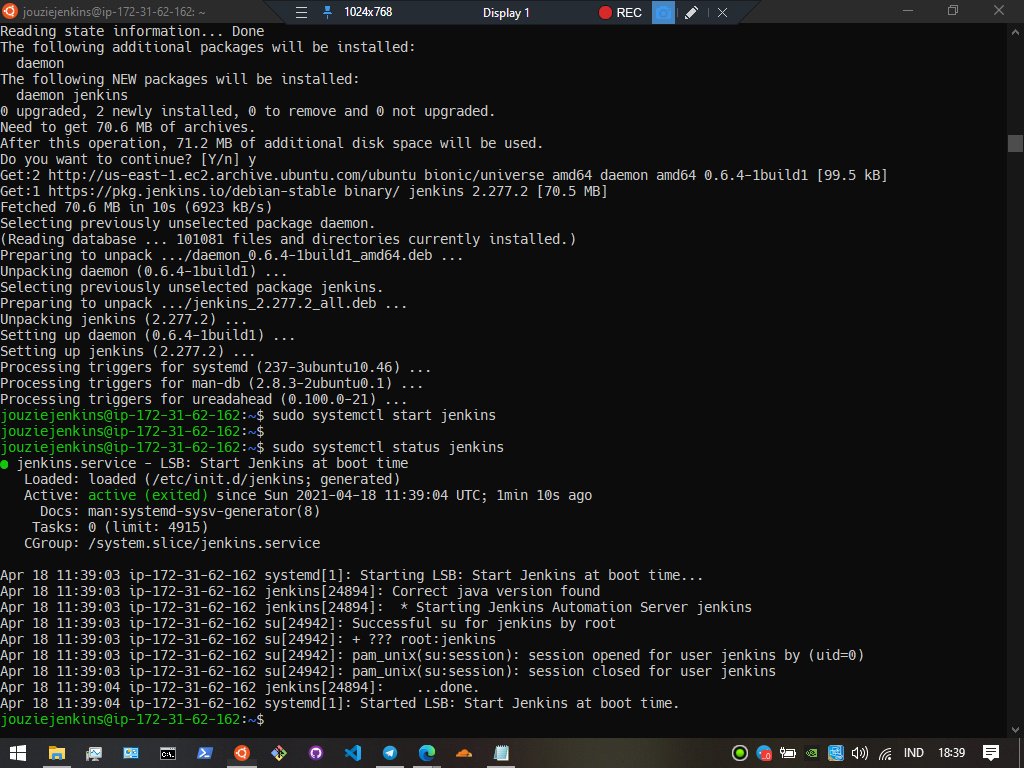 jouziejenkins@ip-172-31-62-162: ~
1024x768
Display 1
REC
Reading state information... Done
The following additional packages will be installed:
  daemon
The following NEW packages will be installed:
  daemon jenkins
0 upgraded, 2 newly installed, 0 to remove and 0 not upgraded.
Need to get 70.6 MB of archives.
After this operation, 71.2 MB of additional disk space will be used.
Do you want to continue? [Y/n] y
Get:2 http://us-east-1.ec2.archive.ubuntu.com/ubuntu bionic/universe amd64 daemon amd64 0.6.4-1build1 [99.5 kB]
Get:1 https://pkg.jenkins.io/debian-stable binary/ jenkins 2.277.2 [70.5 MB]
Fetched 70.6 MB in 10s (6923 kB/s)
Selecting previously unselected package daemon.
(Reading database ... 101081 files and directories currently installed.)
Preparing to unpack .../daemon_0.6.4-1build1_amd64.deb ...
Unpacking daemon (0.6.4-1build1) ...
Selecting previously unselected package jenkins.
Preparing to unpack .../jenkins_2.277.2_all.deb ...
Unpacking jenkins (2.277.2) ...
Setting up daemon (0.6.4-1build1) ...
Setting up jenkins (2.277.2) ...
Processing triggers for systemd (237-3ubuntu10.46) ...
Processing triggers for man-db (2.8.3-2ubuntu0.1) ...
Processing triggers for ureadahead (0.100.0-21) ...
jouziejenkins@ip-172-31-62-162:~$ sudo systemctl start jenkins
jouziejenkins@ip-172-31-62-162:~$
jouziejenkins@ip-172-31-62-162:~$ sudo systemctl status jenkins
● jenkins.service - LSB: Start Jenkins at boot time
   Loaded: loaded (/etc/init.d/jenkins; generated)
   Active: active (exited) since Sun 2021-04-18 11:39:04 UTC; 1min 10s ago
     Docs: man:systemd-sysv-generator(8)
    Tasks: 0 (limit: 4915)
   CGroup: /system.slice/jenkins.service
Apr 18 11:39:03 ip-172-31-62-162 systemd[1]: Starting LSB: Start Jenkins at boot time...
Apr 18 11:39:03 ip-172-31-62-162 jenkins[24894]: Correct java version found
Apr 18 11:39:03 ip-172-31-62-162 jenkins[24894]:  * Starting Jenkins Automation Server jenkins
Apr 18 11:39:03 ip-172-31-62-162 su[24942]: Successful su for jenkins by root
Apr 18 11:39:03 ip-172-31-62-162 su[24942]: + ??? root:jenkins
Apr 18 11:39:03 ip-172-31-62-162 su[24942]: pam_unix(su:session): session opened for user jenkins by (uid=0)
Apr 18 11:39:03 ip-172-31-62-162 su[24942]: pam_unix(su:session): session closed for user jenkins
Apr 18 11:39:04 ip-172-31-62-162 jenkins[24894]:    ...done.
Apr 18 11:39:04 ip-172-31-62-162 systemd[1]: Started LSB: Start Jenkins at boot time.
jouziejenkins@ip-172-31-62-162:~$
IND
18:39